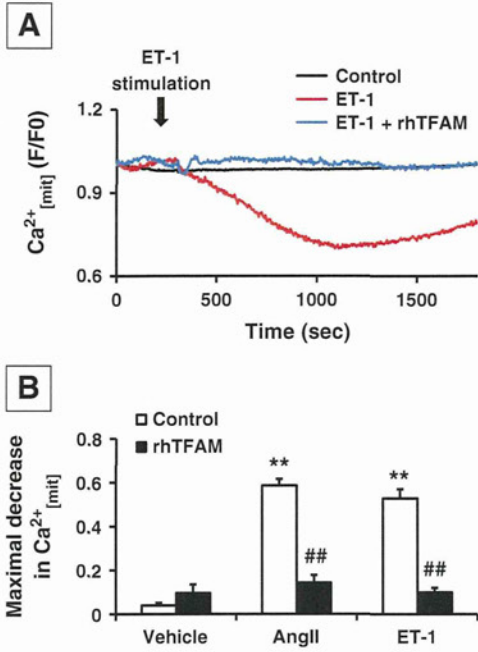 A
ET-1
stimulation
Control
ET-1
ET-1 + rhTFAM
Ca2+[mit] (F/F0)
1.2
0.9
0.6
0
500
1000
1500
Time (sec)
B
Control
rhTFAM
Maximal decrease
in Ca2+[mit]
0.8
0.6
0.4
0.2
0
**
##
**
##
Vehicle
AngII
ET-1